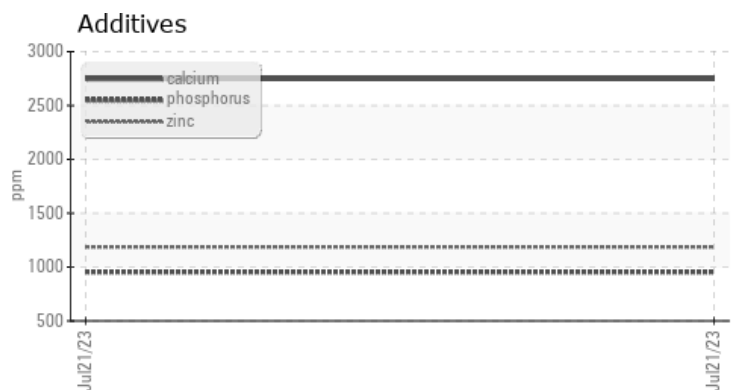 Additives
3000
2500
2000
1500
1000
500
ppm
calcium
phosphorus
zinc
Jul21/23
Jul21/23